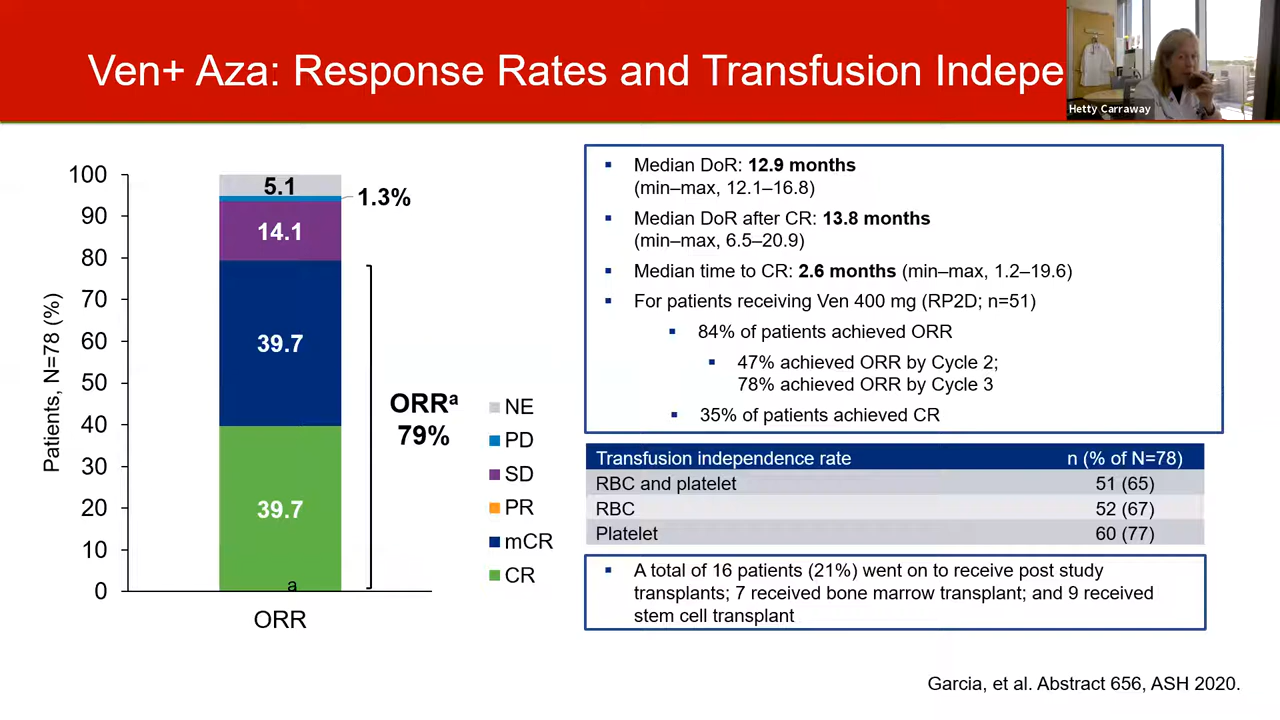 Ven+ Aza: Response Rates and Transfusion Indepe
Hetty Carraway
100
90
80
70
60
50
40
30
20
10
0
Patients, N=78 (%)
5.1
1.3%
14.1
39.7
39.7
a
ORR
ORRa
79%
NE
PD
SD
PR
mCR
CR
Median DoR: 12.9 months
(min–max, 12.1–16.8)
Median DoR after CR: 13.8 months
(min–max, 6.5–20.9)
Median time to CR: 2.6 months (min–max, 1.2–19.6)
For patients receiving Ven 400 mg (RP2D; n=51)
84% of patients achieved ORR
47% achieved ORR by Cycle 2;
78% achieved ORR by Cycle 3
35% of patients achieved CR
Transfusion independence rate n (% of N=78)
RBC and platelet 51 (65)
RBC 52 (67)
Platelet 60 (77)
A total of 16 patients (21%) went on to receive post study
transplants; 7 received bone marrow transplant; and 9 received
stem cell transplant
Garcia, et al. Abstract 656, ASH 2020.